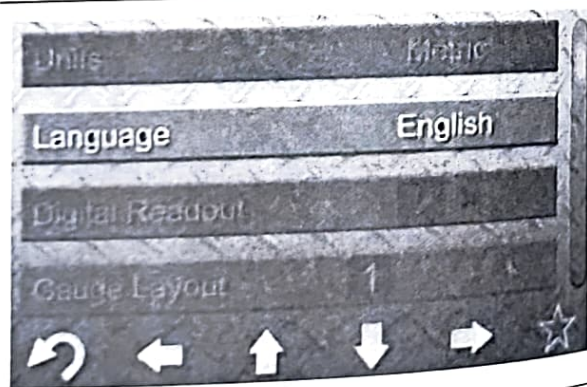 Units Metric
Language English
Digital Readout
Gauge Layout 1